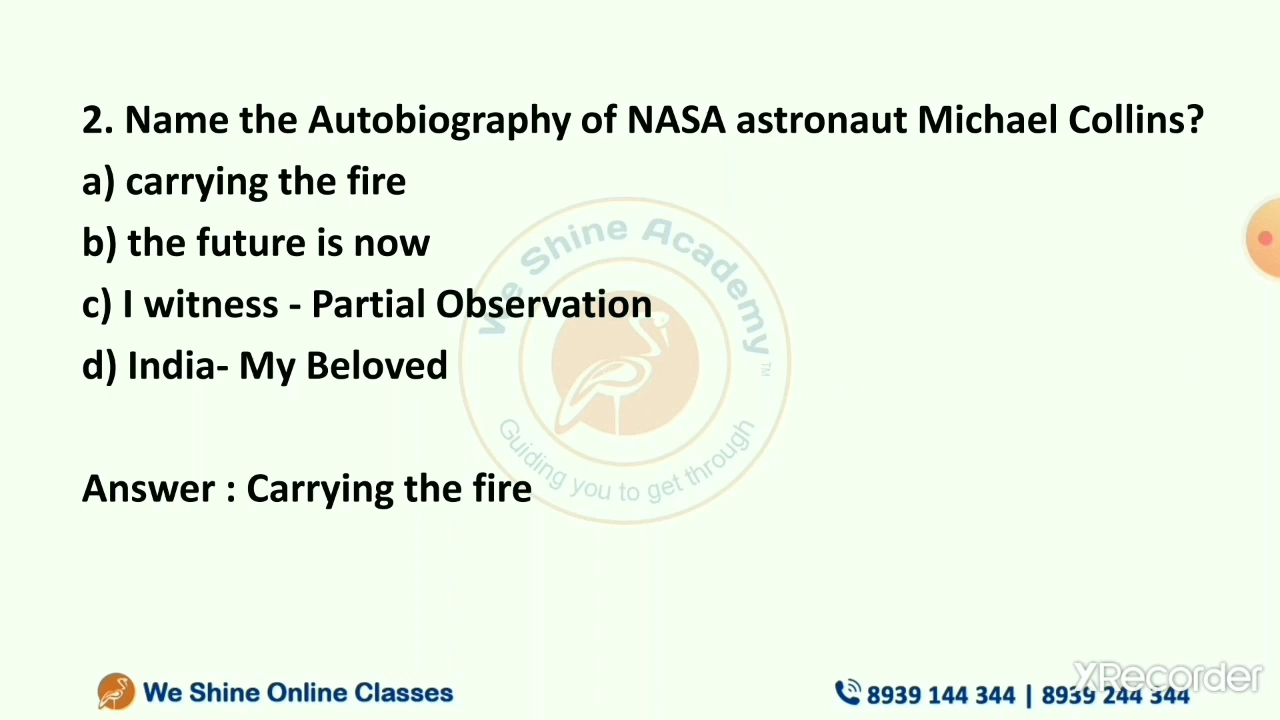 2. Name the Autobiography of NASA astronaut Michael Collins?
a) carrying the fire
b) the future is now
c) I witness - Partial Observation
d) India- My Beloved
We Shine Academy
TM
Guiding you to get through
Answer : Carrying the fire
We Shine Online Classes
8939 144 344 | 8939 244 344
XRecorder